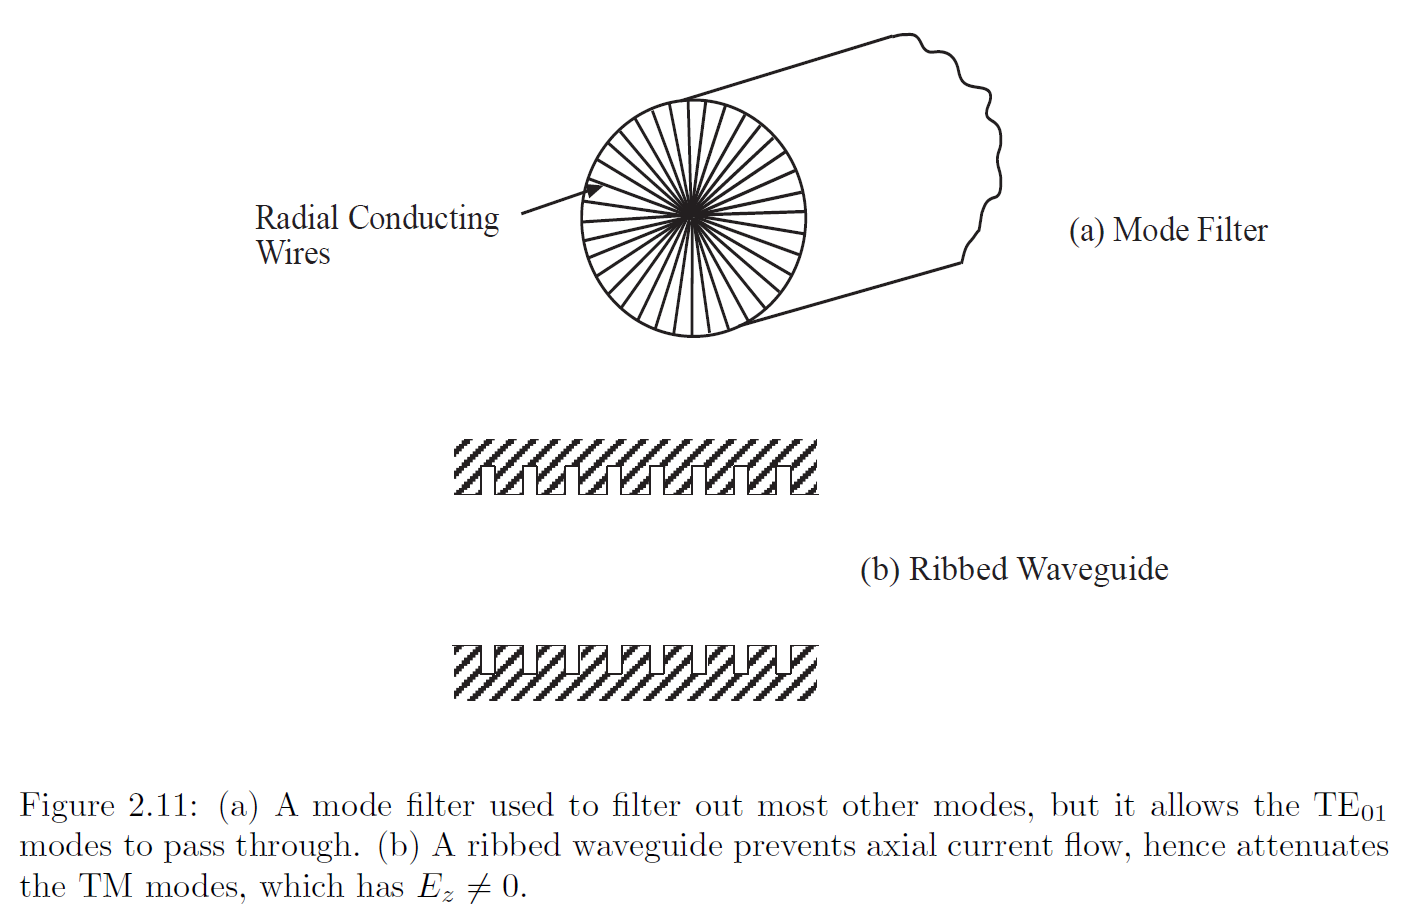 Radial Conducting
Wires
(a) Mode Filter
(b) Ribbed Waveguide
Figure 2.11: (a) A mode filter used to filter out most other modes, but it allows the TE₀₁
modes to pass through. (b) A ribbed waveguide prevents axial current flow, hence attenuates
the TM modes, which has E_z ≠ 0.